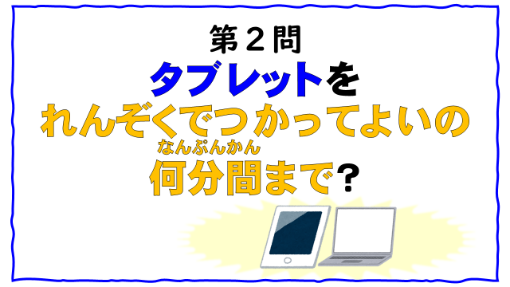 第２問
タブレットを
れんぞくでつかってよいの
なんぷんかん
何分間まで？